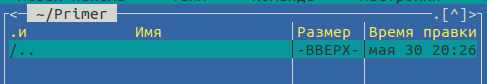 <- ~/Primer .[^]>
.и Имя Размер Время правки
/.. -ВВЕРХ- мая 30 20:26